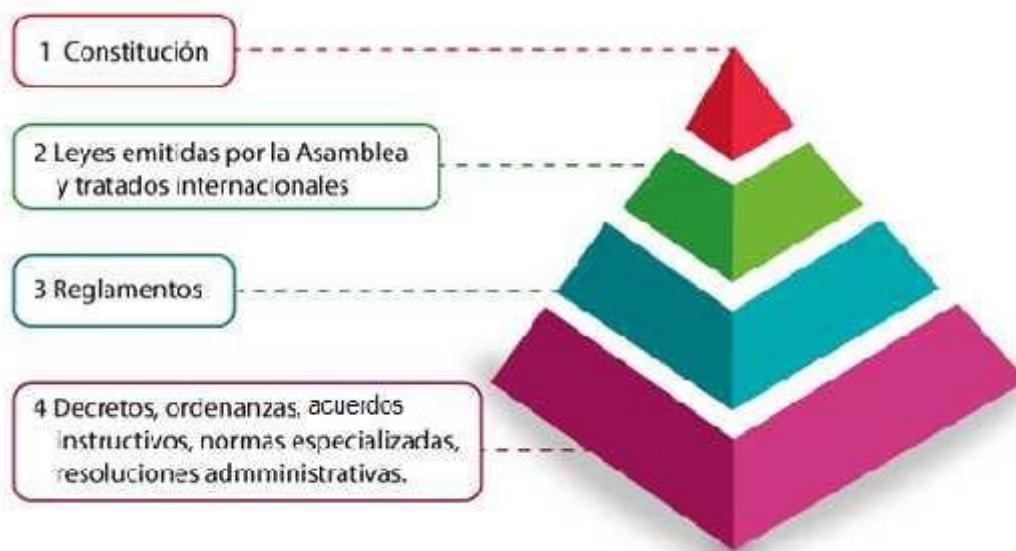 1 Constitución
2 Leyes emitidas por la Asamblea
y tratados internacionales
3 Reglamentos
4 Decretos, ordenanzas, acuerdos
instructivos, normas especializadas,
resoluciones admministrativas.